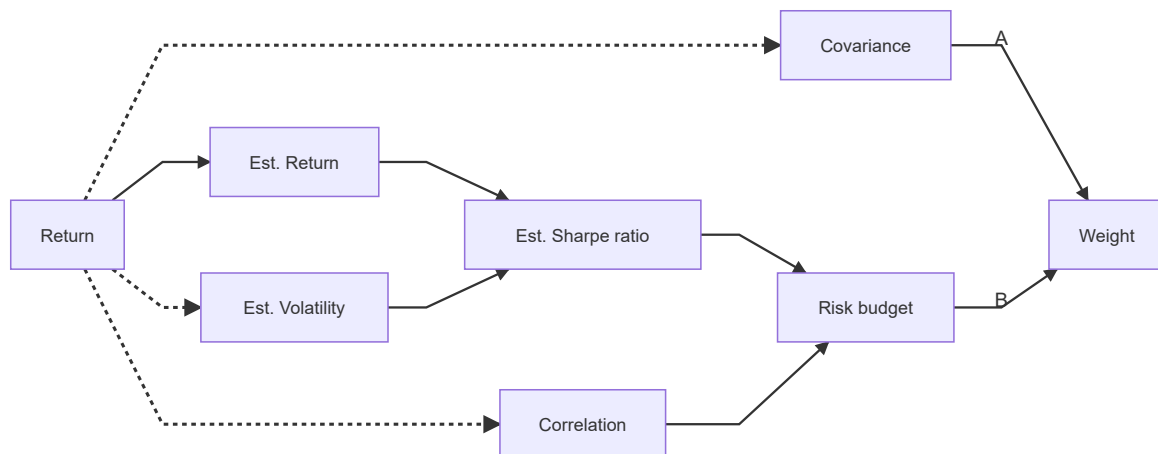 Covariance
A
Est. Return
Return
Est. Sharpe ratio
Weight
Est. Volatility
Risk budget
B
Correlation